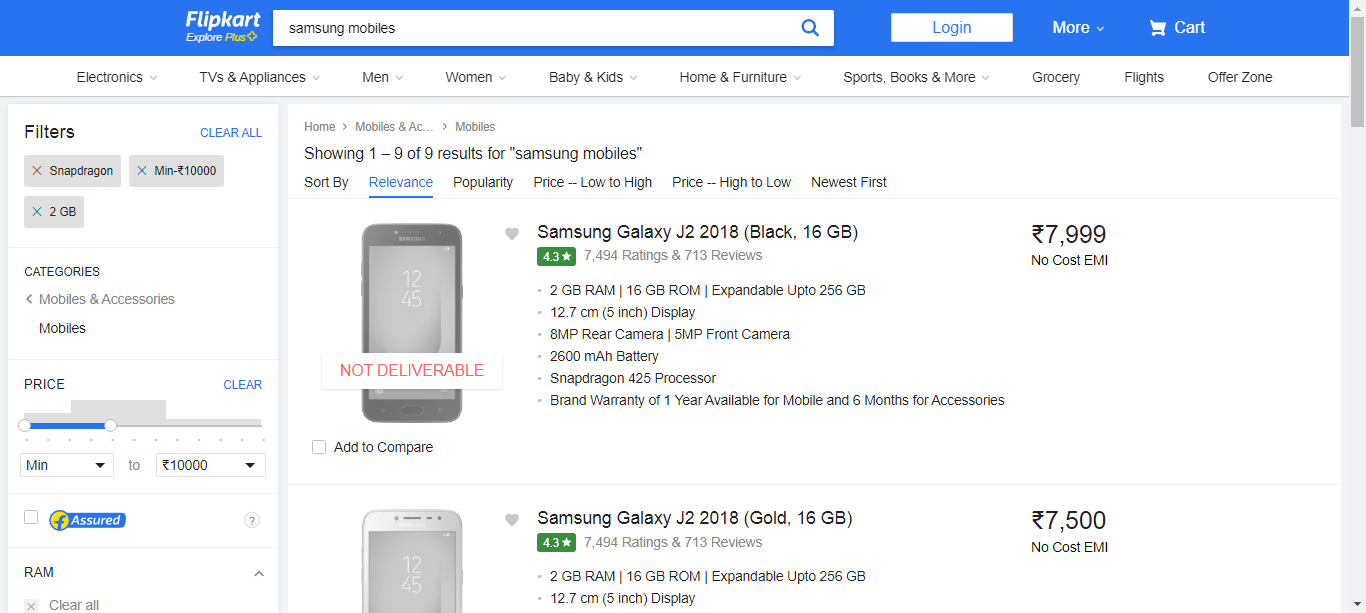 Flipkart
Explore Plus
samsung mobiles
Login
More
Cart
Electronics
TVs & Appliances
Men
Women
Baby & Kids
Home & Furniture
Sports, Books & More
Grocery
Flights
Offer Zone
Filters
CLEAR ALL
Snapdragon
Min-₹10000
2 GB
CATEGORIES
Mobiles & Accessories
Mobiles
PRICE
CLEAR
Min
to
₹10000
f Assured
?
RAM
Clear all
Home > Mobiles & Ac... > Mobiles
Showing 1 – 9 of 9 results for "samsung mobiles"
Sort By Relevance Popularity Price -- Low to High Price -- High to Low Newest First
SAMSUNG
12
45
NOT DELIVERABLE
Add to Compare
Samsung Galaxy J2 2018 (Black, 16 GB)
4.3★ 7,494 Ratings & 713 Reviews
2 GB RAM | 16 GB ROM | Expandable Upto 256 GB
12.7 cm (5 inch) Display
8MP Rear Camera | 5MP Front Camera
2600 mAh Battery
Snapdragon 425 Processor
Brand Warranty of 1 Year Available for Mobile and 6 Months for Accessories
₹7,999
No Cost EMI
SAMSUNG
12
45
Samsung Galaxy J2 2018 (Gold, 16 GB)
4.3★ 7,494 Ratings & 713 Reviews
2 GB RAM | 16 GB ROM | Expandable Upto 256 GB
12.7 cm (5 inch) Display
₹7,500
No Cost EMI